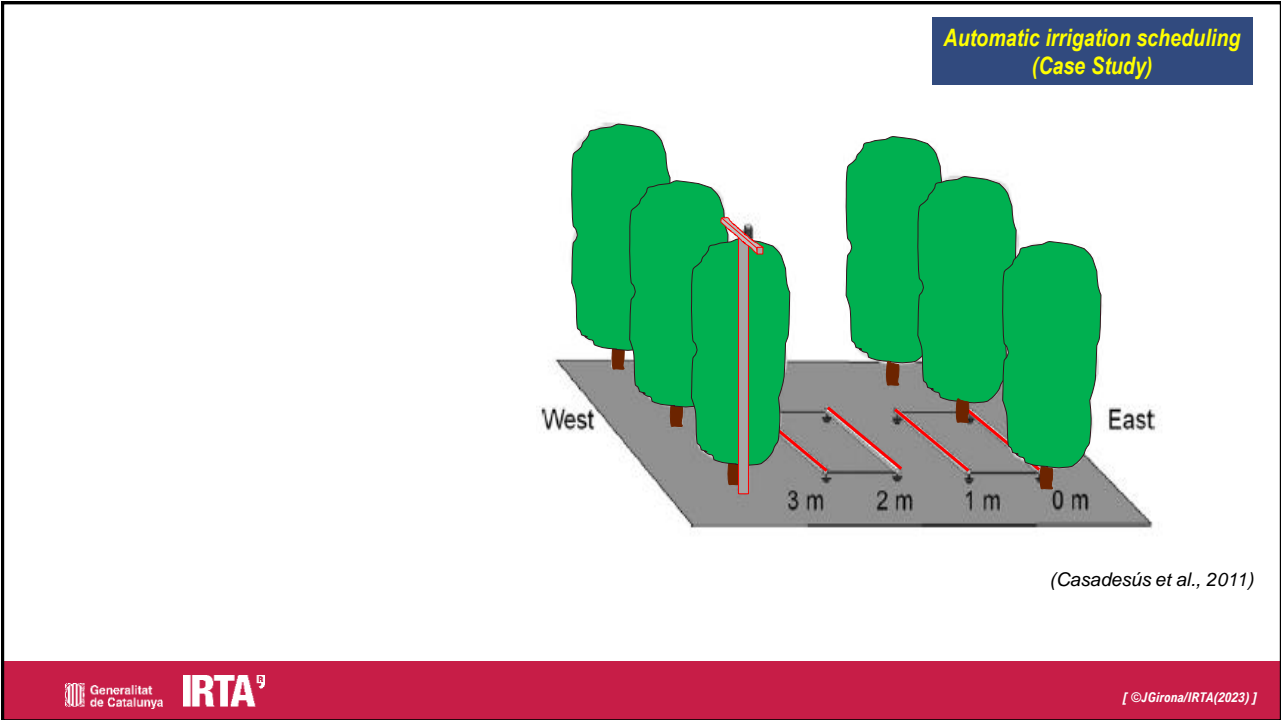 Automatic irrigation scheduling
(Case Study)
West
East
3 m 2 m 1 m 0 m
(Casadesús et al., 2011)
Generalitat
de Catalunya
IRTA
[ ©JGirona/IRTA(2023) ]